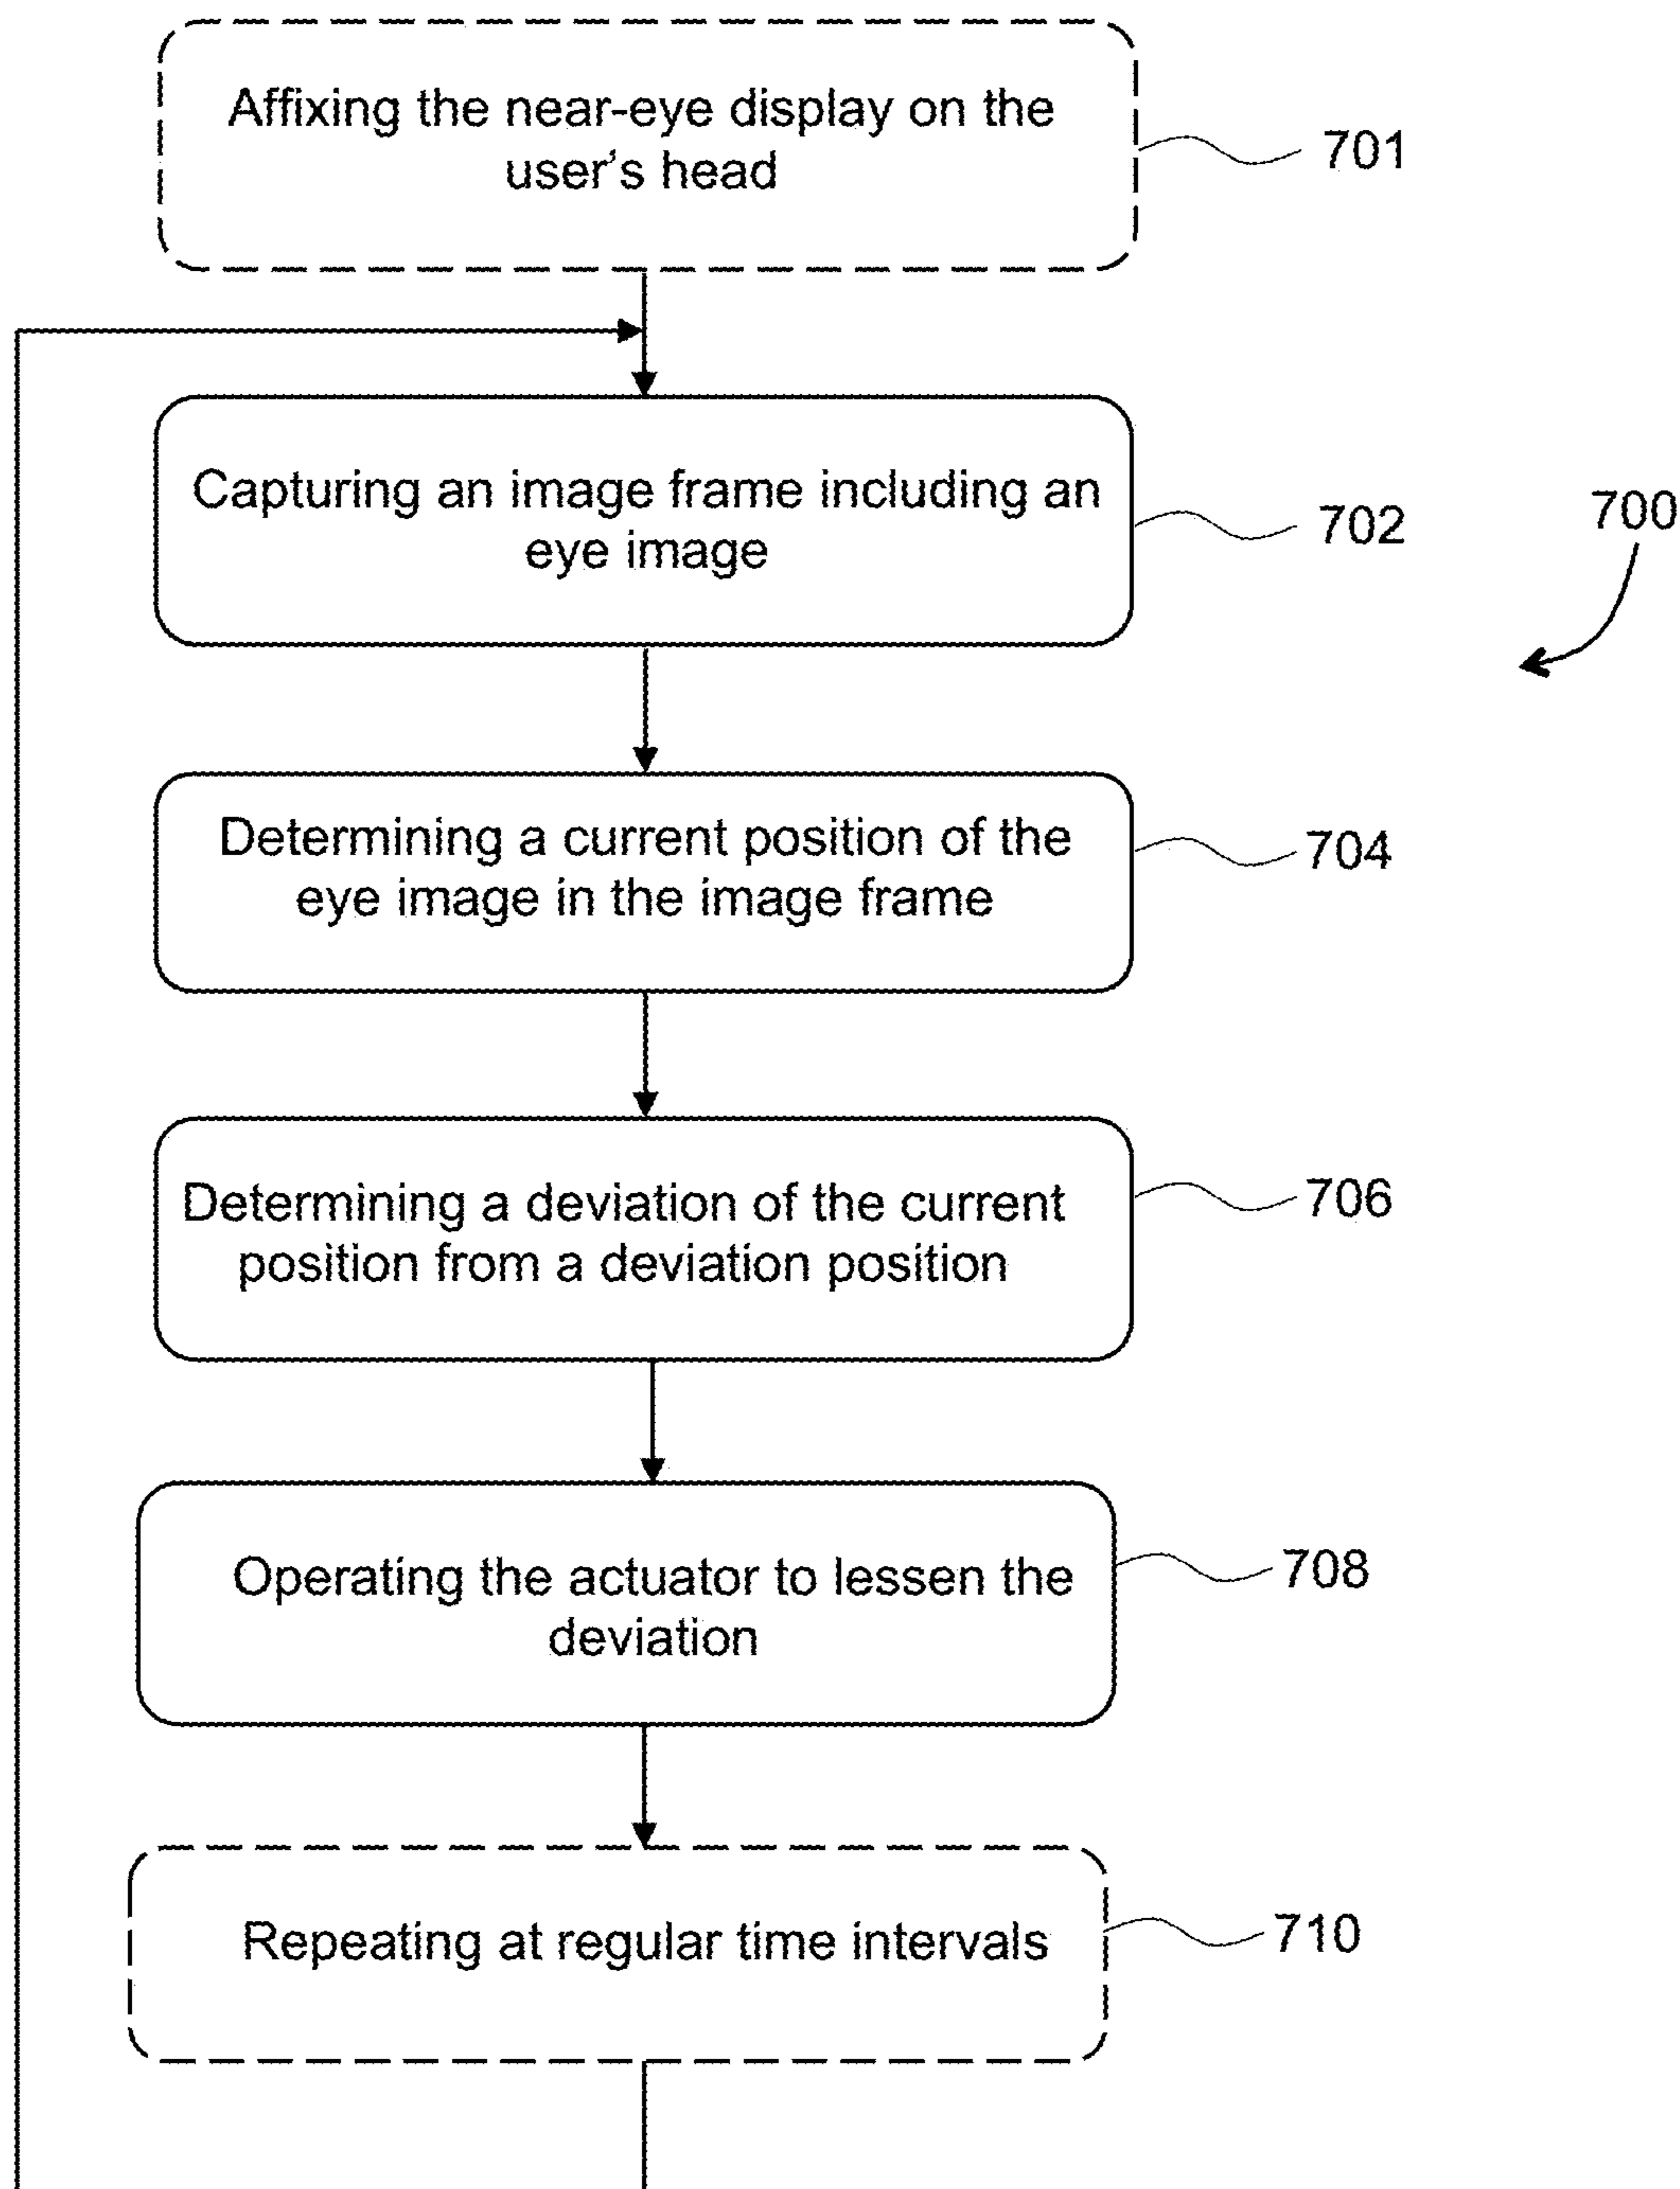 Affixing the near-eye display on the
user's head
701
Capturing an image frame including an
eye image
702
700
Determining a current position of the
eye image in the image frame
704
Determining a deviation of the current
position from a deviation position
706
Operating the actuator to lessen the
deviation
708
Repeating at regular time intervals
710